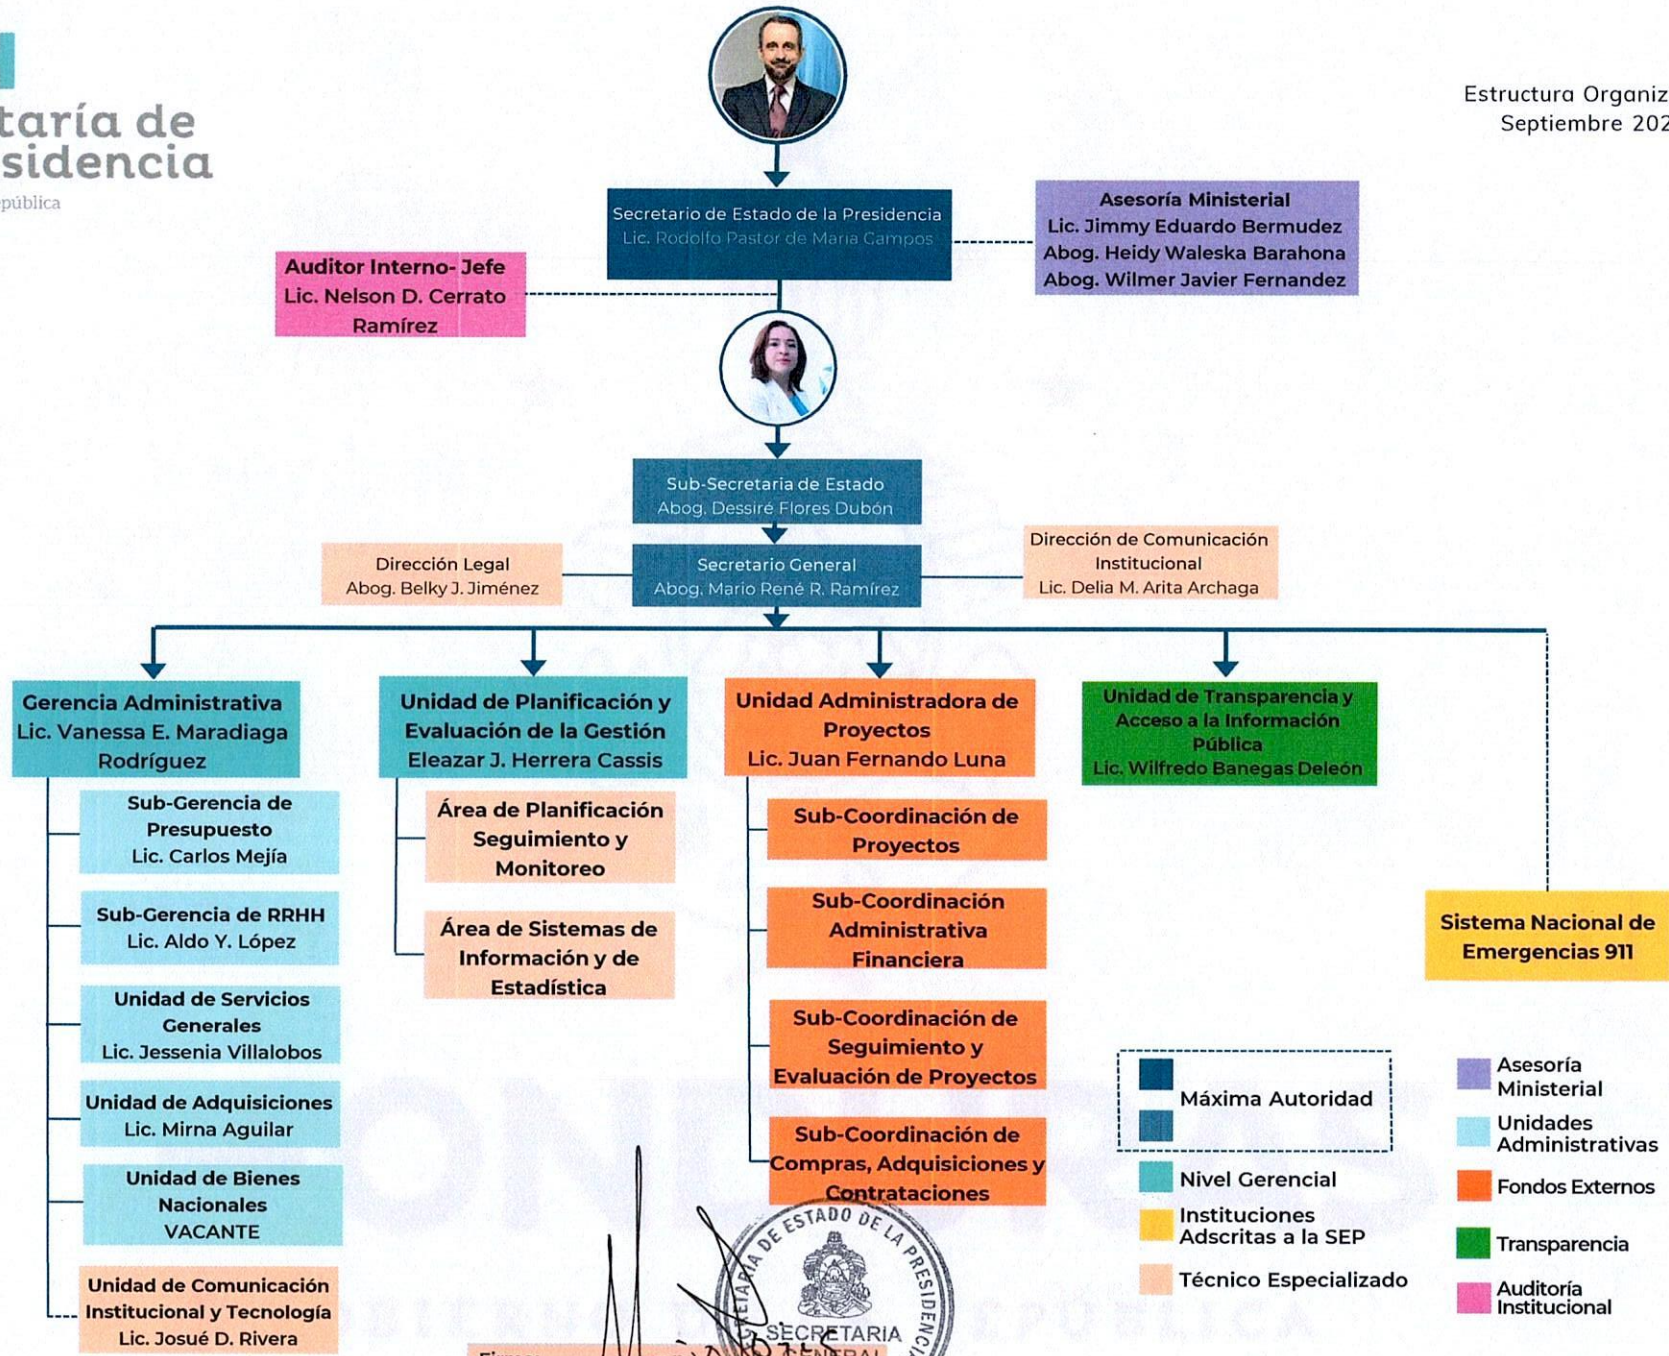 taría de
sidencia
pública
Estructura Organiz
Septiembre 202
Secretario de Estado de la Presidencia
Lic. Rodolfo Pastor de Maria Campos
Asesoría Ministerial
Lic. Jimmy Eduardo Bermudez
Abog. Heidy Waleska Barahona
Abog. Wilmer Javier Fernandez
Auditor Interno- Jefe
Lic. Nelson D. Cerrato
Ramírez
Sub-Secretaria de Estado
Abog. Dessiré Flores Dubón
Dirección Legal
Abog. Belky J. Jiménez
Secretario General
Abog. Mario René R. Ramírez
Dirección de Comunicación
Institucional
Lic. Delia M. Arita Archaga
Gerencia Administrativa
Lic. Vanessa E. Maradiaga
Rodríguez
Sub-Gerencia de
Presupuesto
Lic. Carlos Mejía
Sub-Gerencia de RRHH
Lic. Aldo Y. López
Unidad de Servicios
Generales
Lic. Jessenia Villalobos
Unidad de Adquisiciones
Lic. Mirna Aguilar
Unidad de Bienes
Nacionales
VACANTE
Unidad de Comunicación
Institucional y Tecnología
Lic. Josué D. Rivera
Unidad de Planificación y
Evaluación de la Gestión
Eleazar J. Herrera Cassis
Área de Planificación
Seguimiento y
Monitoreo
Área de Sistemas de
Información y de
Estadística
Unidad Administradora de
Proyectos
Lic. Juan Fernando Luna
Sub-Coordinación de
Proyectos
Sub-Coordinación
Administrativa
Financiera
Sub-Coordinación de
Seguimiento y
Evaluación de Proyectos
Sub-Coordinación de
Compras, Adquisiciones y
Contrataciones
Unidad de Transparencia y
Acceso a la Información
Pública
Lic. Wilfredo Banegas Deleón
Sistema Nacional de
Emergencias 911
Máxima Autoridad
Nivel Gerencial
Instituciones
Adscritas a la SEP
Técnico Especializado
Asesoría
Ministerial
Unidades
Administrativas
Fondos Externos
Transparencia
Auditoría
Institucional
HONDURAS
GOBIERNO DE LA REPÚBLICA
SECRETARIA DE ESTADO DE LA PRESIDENCIA
SECRETARIA
GENERAL